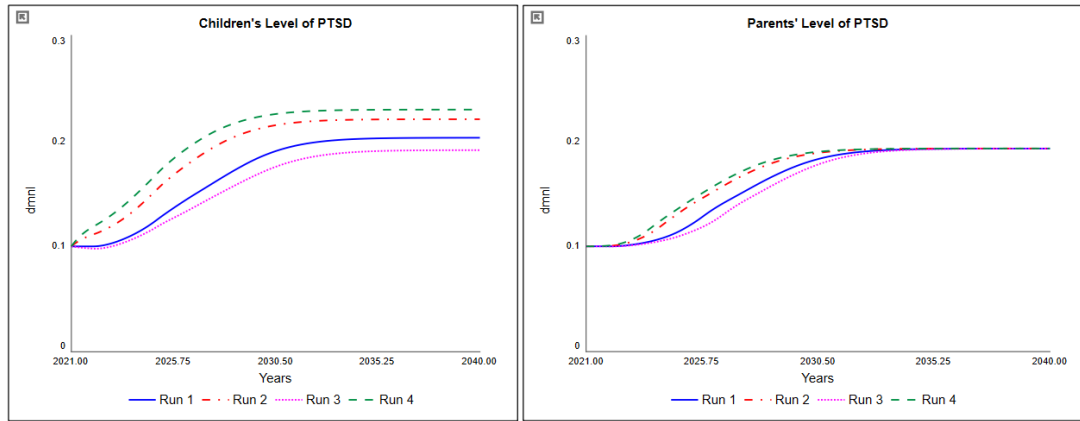 Children's Level of PTSD
0.3
0.2
0.1
0
dmnl
2021.00 2025.75 2030.50 2035.25 2040.00
Years
Run 1 Run 2 Run 3 Run 4
Parents' Level of PTSD
0.3
0.2
0.1
0
dmnl
2021.00 2025.75 2030.50 2035.25 2040.00
Years
Run 1 Run 2 Run 3 Run 4